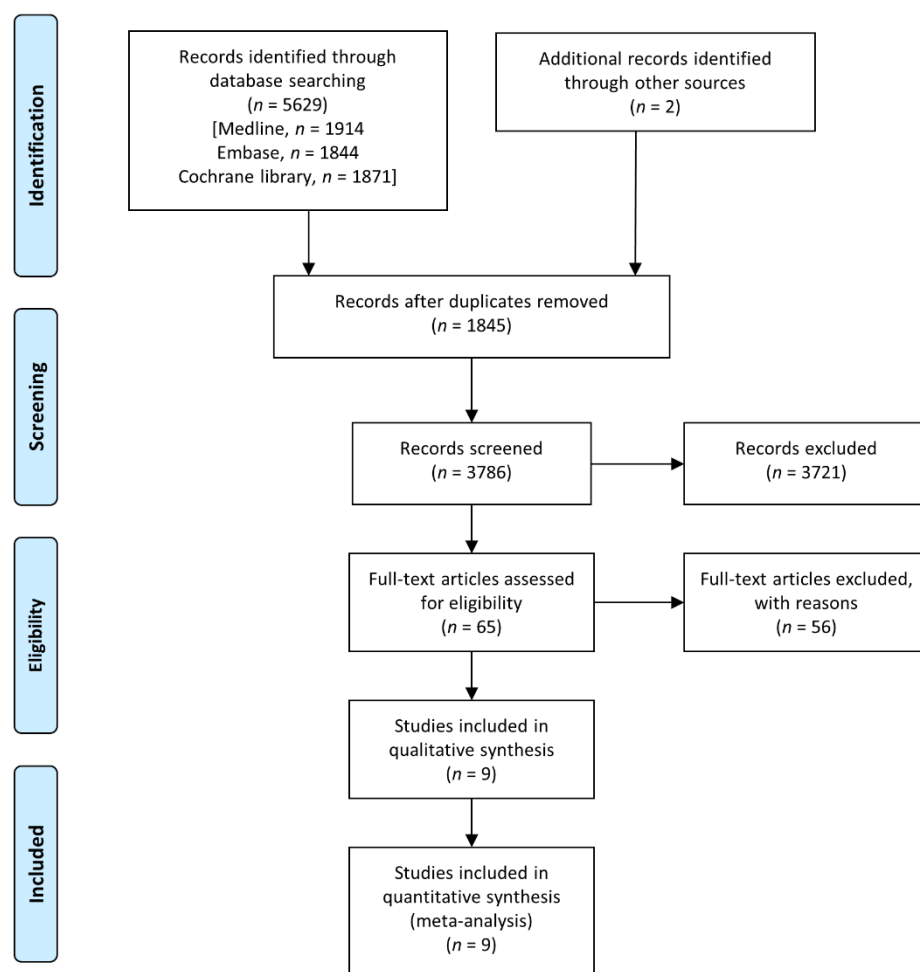 Identification
Records identified through
database searching
(n = 5629)
[Medline, n = 1914
Embase, n = 1844
Cochrane library, n = 1871]
Additional records identified
through other sources
(n = 2)
Records after duplicates removed
(n = 1845)
Screening
Records screened
(n = 3786)
Records excluded
(n = 3721)
Eligibility
Full-text articles assessed
for eligibility
(n = 65)
Full-text articles excluded,
with reasons
(n = 56)
Studies included in
qualitative synthesis
(n = 9)
Included
Studies included in
quantitative synthesis
(meta-analysis)
(n = 9)